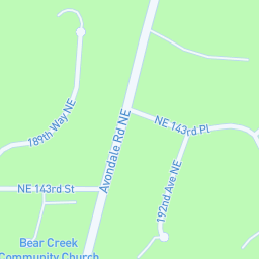 189th Way NE
Avondale Rd NE
NE 143rd Pl
192nd Ave NE
NE 143rd St
Bear Creek
Community Church